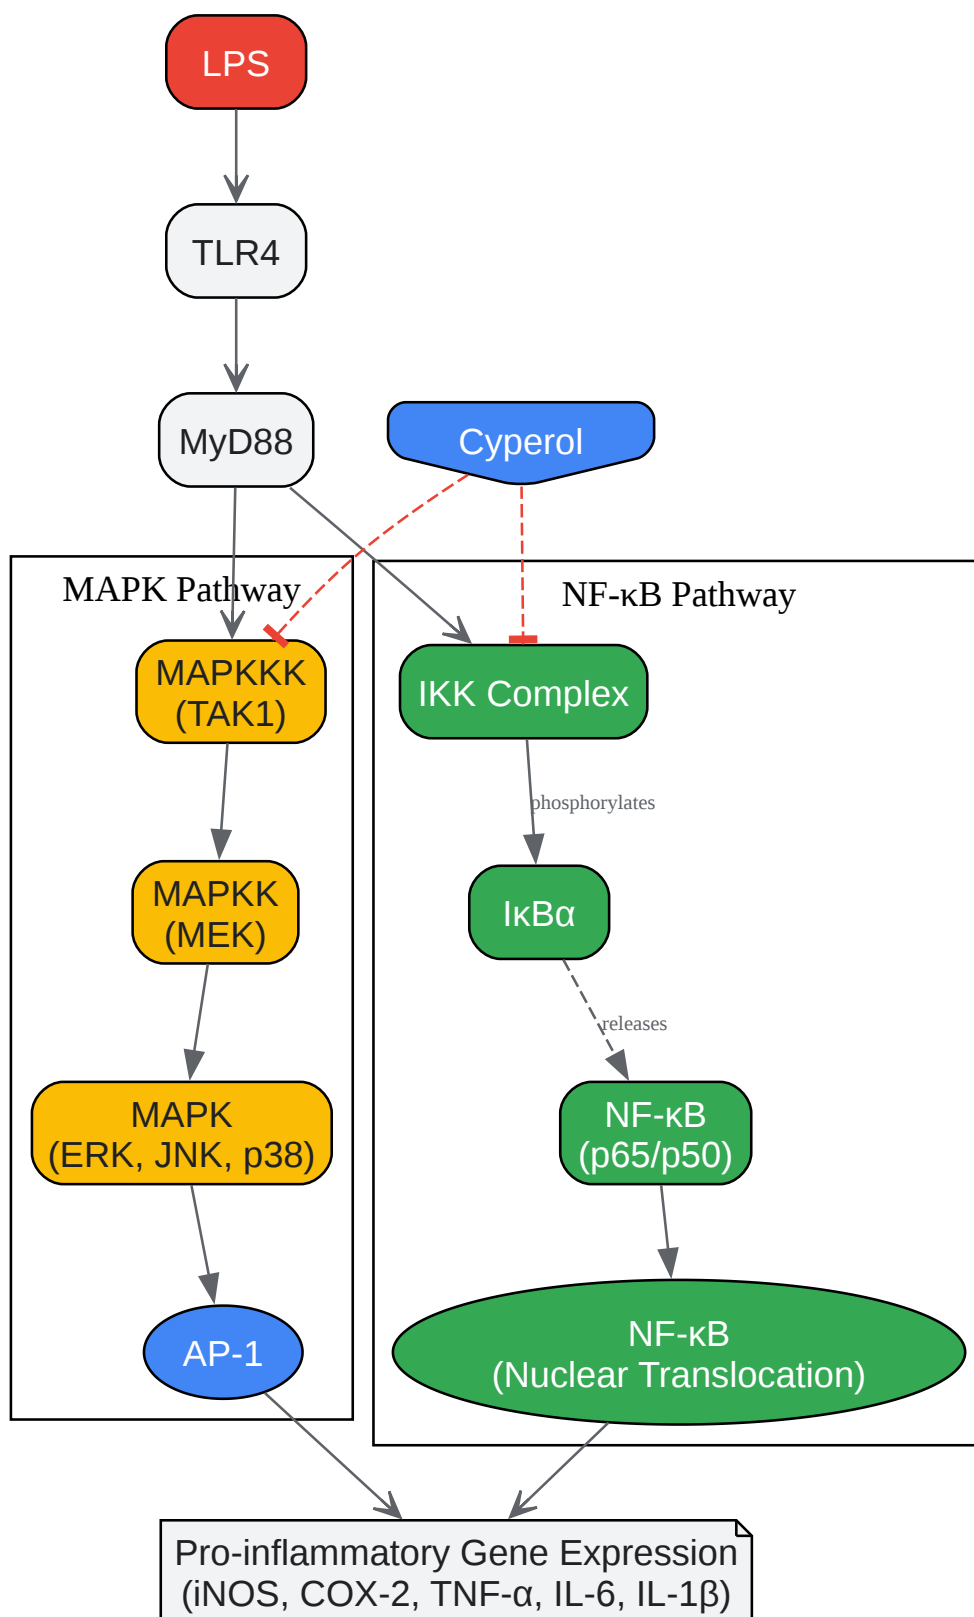 LPS
TLR4
MyD88
Cyperol
MAPK Pathway
NF-κB Pathway
MAPKKK
(TAK1)
IKK Complex
phosphorylates
MAPKK
(MEK)
IκBα
releases
MAPK
(ERK, JNK, p38)
NF-κB
(p65/p50)
AP-1
NF-κB
(Nuclear Translocation)
Pro-inflammatory Gene Expression
(iNOS, COX-2, TNF-α, IL-6, IL-1β)